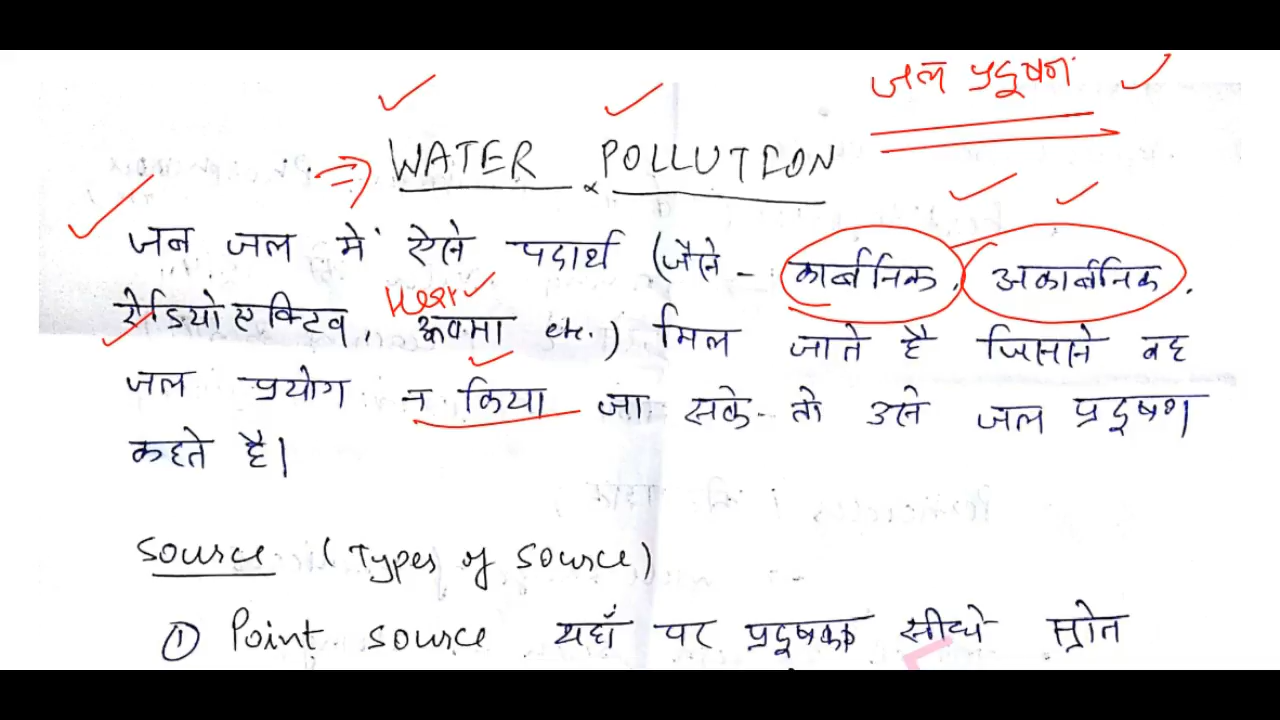 जल प्रदूषण
WATER POLLUTION
जब जल में ऐसे पदार्थ (जैसे - कार्बनिक, अकार्बनिक,
Heat
रेडियोएक्टिव, ऊष्मा etc.) मिल जाते है जिससे वह
जल प्रयोग न किया जा सके - तो उसे जल प्रदूषण
कहते है।
Source (Types of source)
① Point source यहाँ पर प्रदूषक सीधे स्रोत